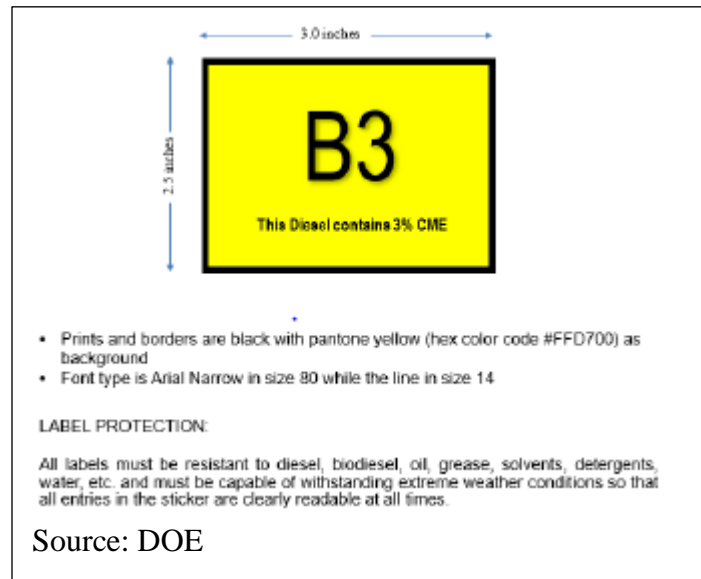 3.0 inches
2.5 inches
B3
This Diesel contains 3% CME
• Prints and borders are black with pantone yellow (hex color code #FFD700) as
background
• Font type is Arial Narrow in size 80 while the line in size 14
LABEL PROTECTION:
All labels must be resistant to diesel, biodiesel, oil, grease, solvents, detergents,
water, etc. and must be capable of withstanding extreme weather conditions so that
all entries in the sticker are clearly readable at all times.
Source: DOE